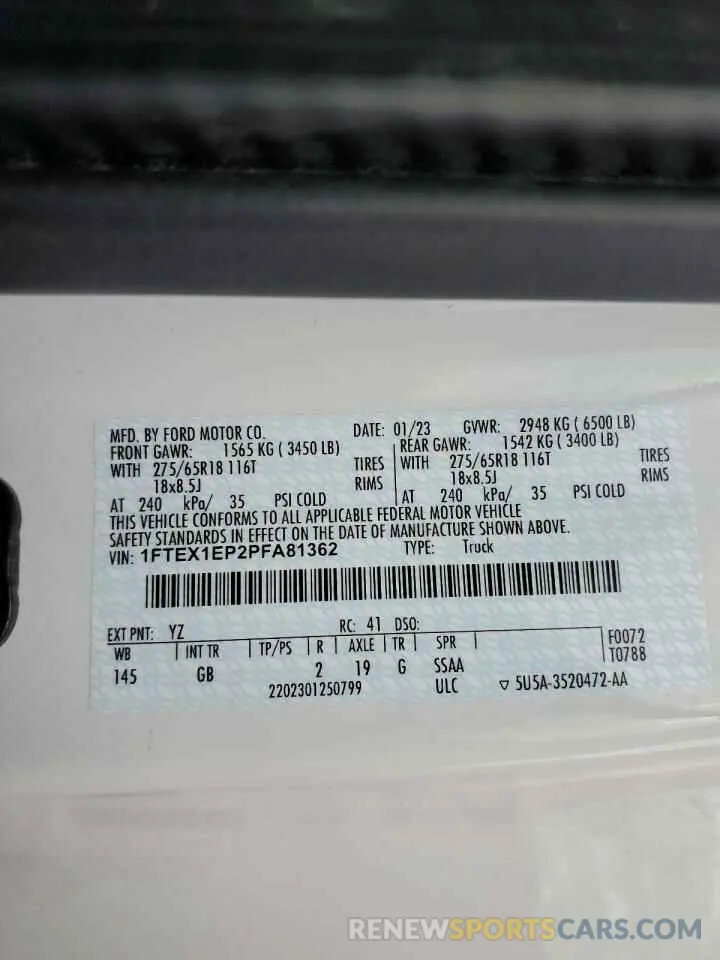 MFD. BY FORD MOTOR CO. DATE: 01/23 GVWR: 2948 KG ( 6500 LB)
FRONT GAWR: 1565 KG ( 3450 LB) REAR GAWR: 1542 KG ( 3400 LB)
WITH 275/65R18 116T TIRES WITH 275/65R18 116T TIRES
18x8.5J RIMS 18x8.5J RIMS
AT 240 kPa/ 35 PSI COLD AT 240 kPa/ 35 PSI COLD
THIS VEHICLE CONFORMS TO ALL APPLICABLE FEDERAL MOTOR VEHICLE
SAFETY STANDARDS IN EFFECT ON THE DATE OF MANUFACTURE SHOWN ABOVE.
VIN: 1FTEX1EP2PFA81362 TYPE: Truck
EXT PNT: YZ RC: 41 DSO:
WB INT TR TP/PS R AXLE TR SPR F0072
145 GB 2 19 G SSAA T0788
2202301250799 ULC ▽ 5U5A-3520472-AA
RENEWSPORTSCARS.COM